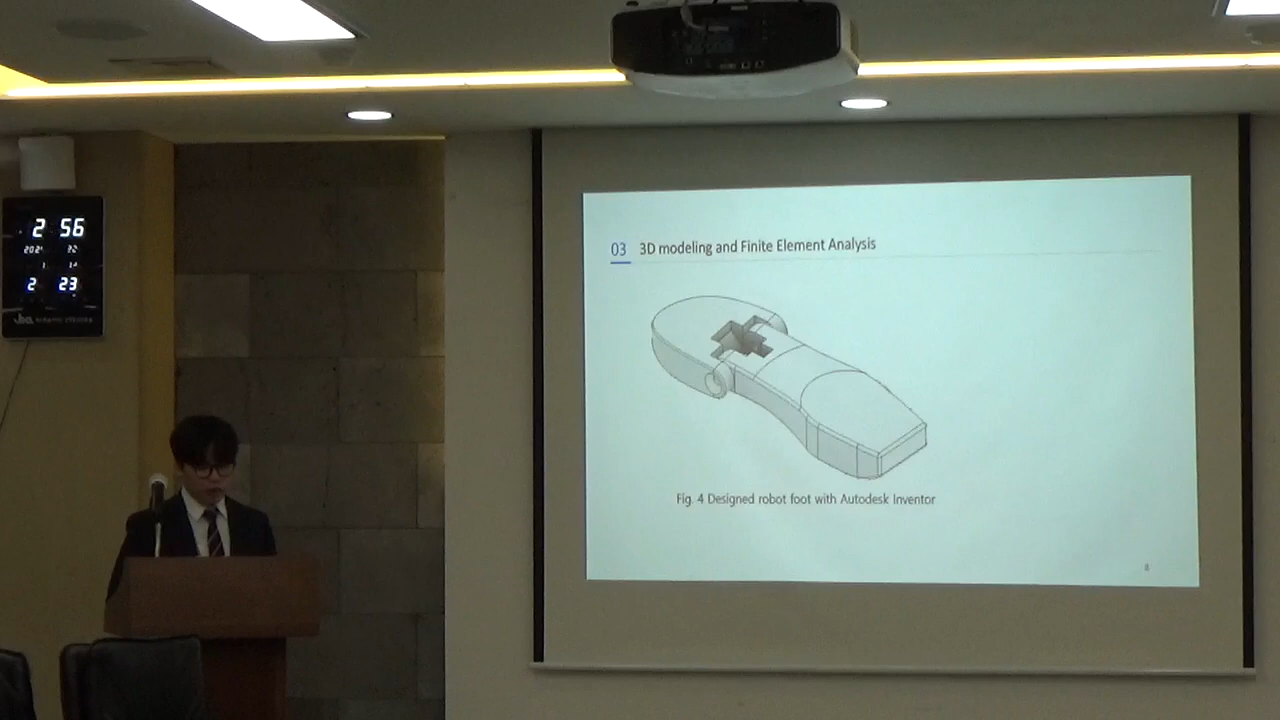 2 56
2 23
03 3D modeling and Finite Element Analysis
Fig. 4 Designed robot foot with Autodesk Inventor
8